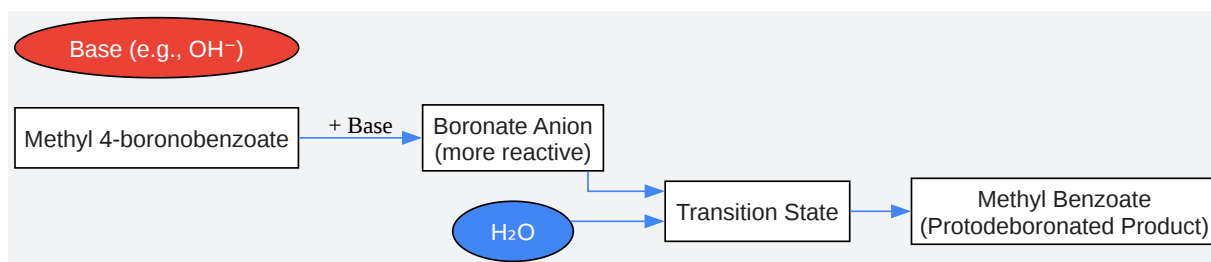 Base (e.g., OH⁻)
Methyl 4-boronobenzoate
+ Base
Boronate Anion
(more reactive)
H₂O
Transition State
Methyl Benzoate
(Protodeboronated Product)